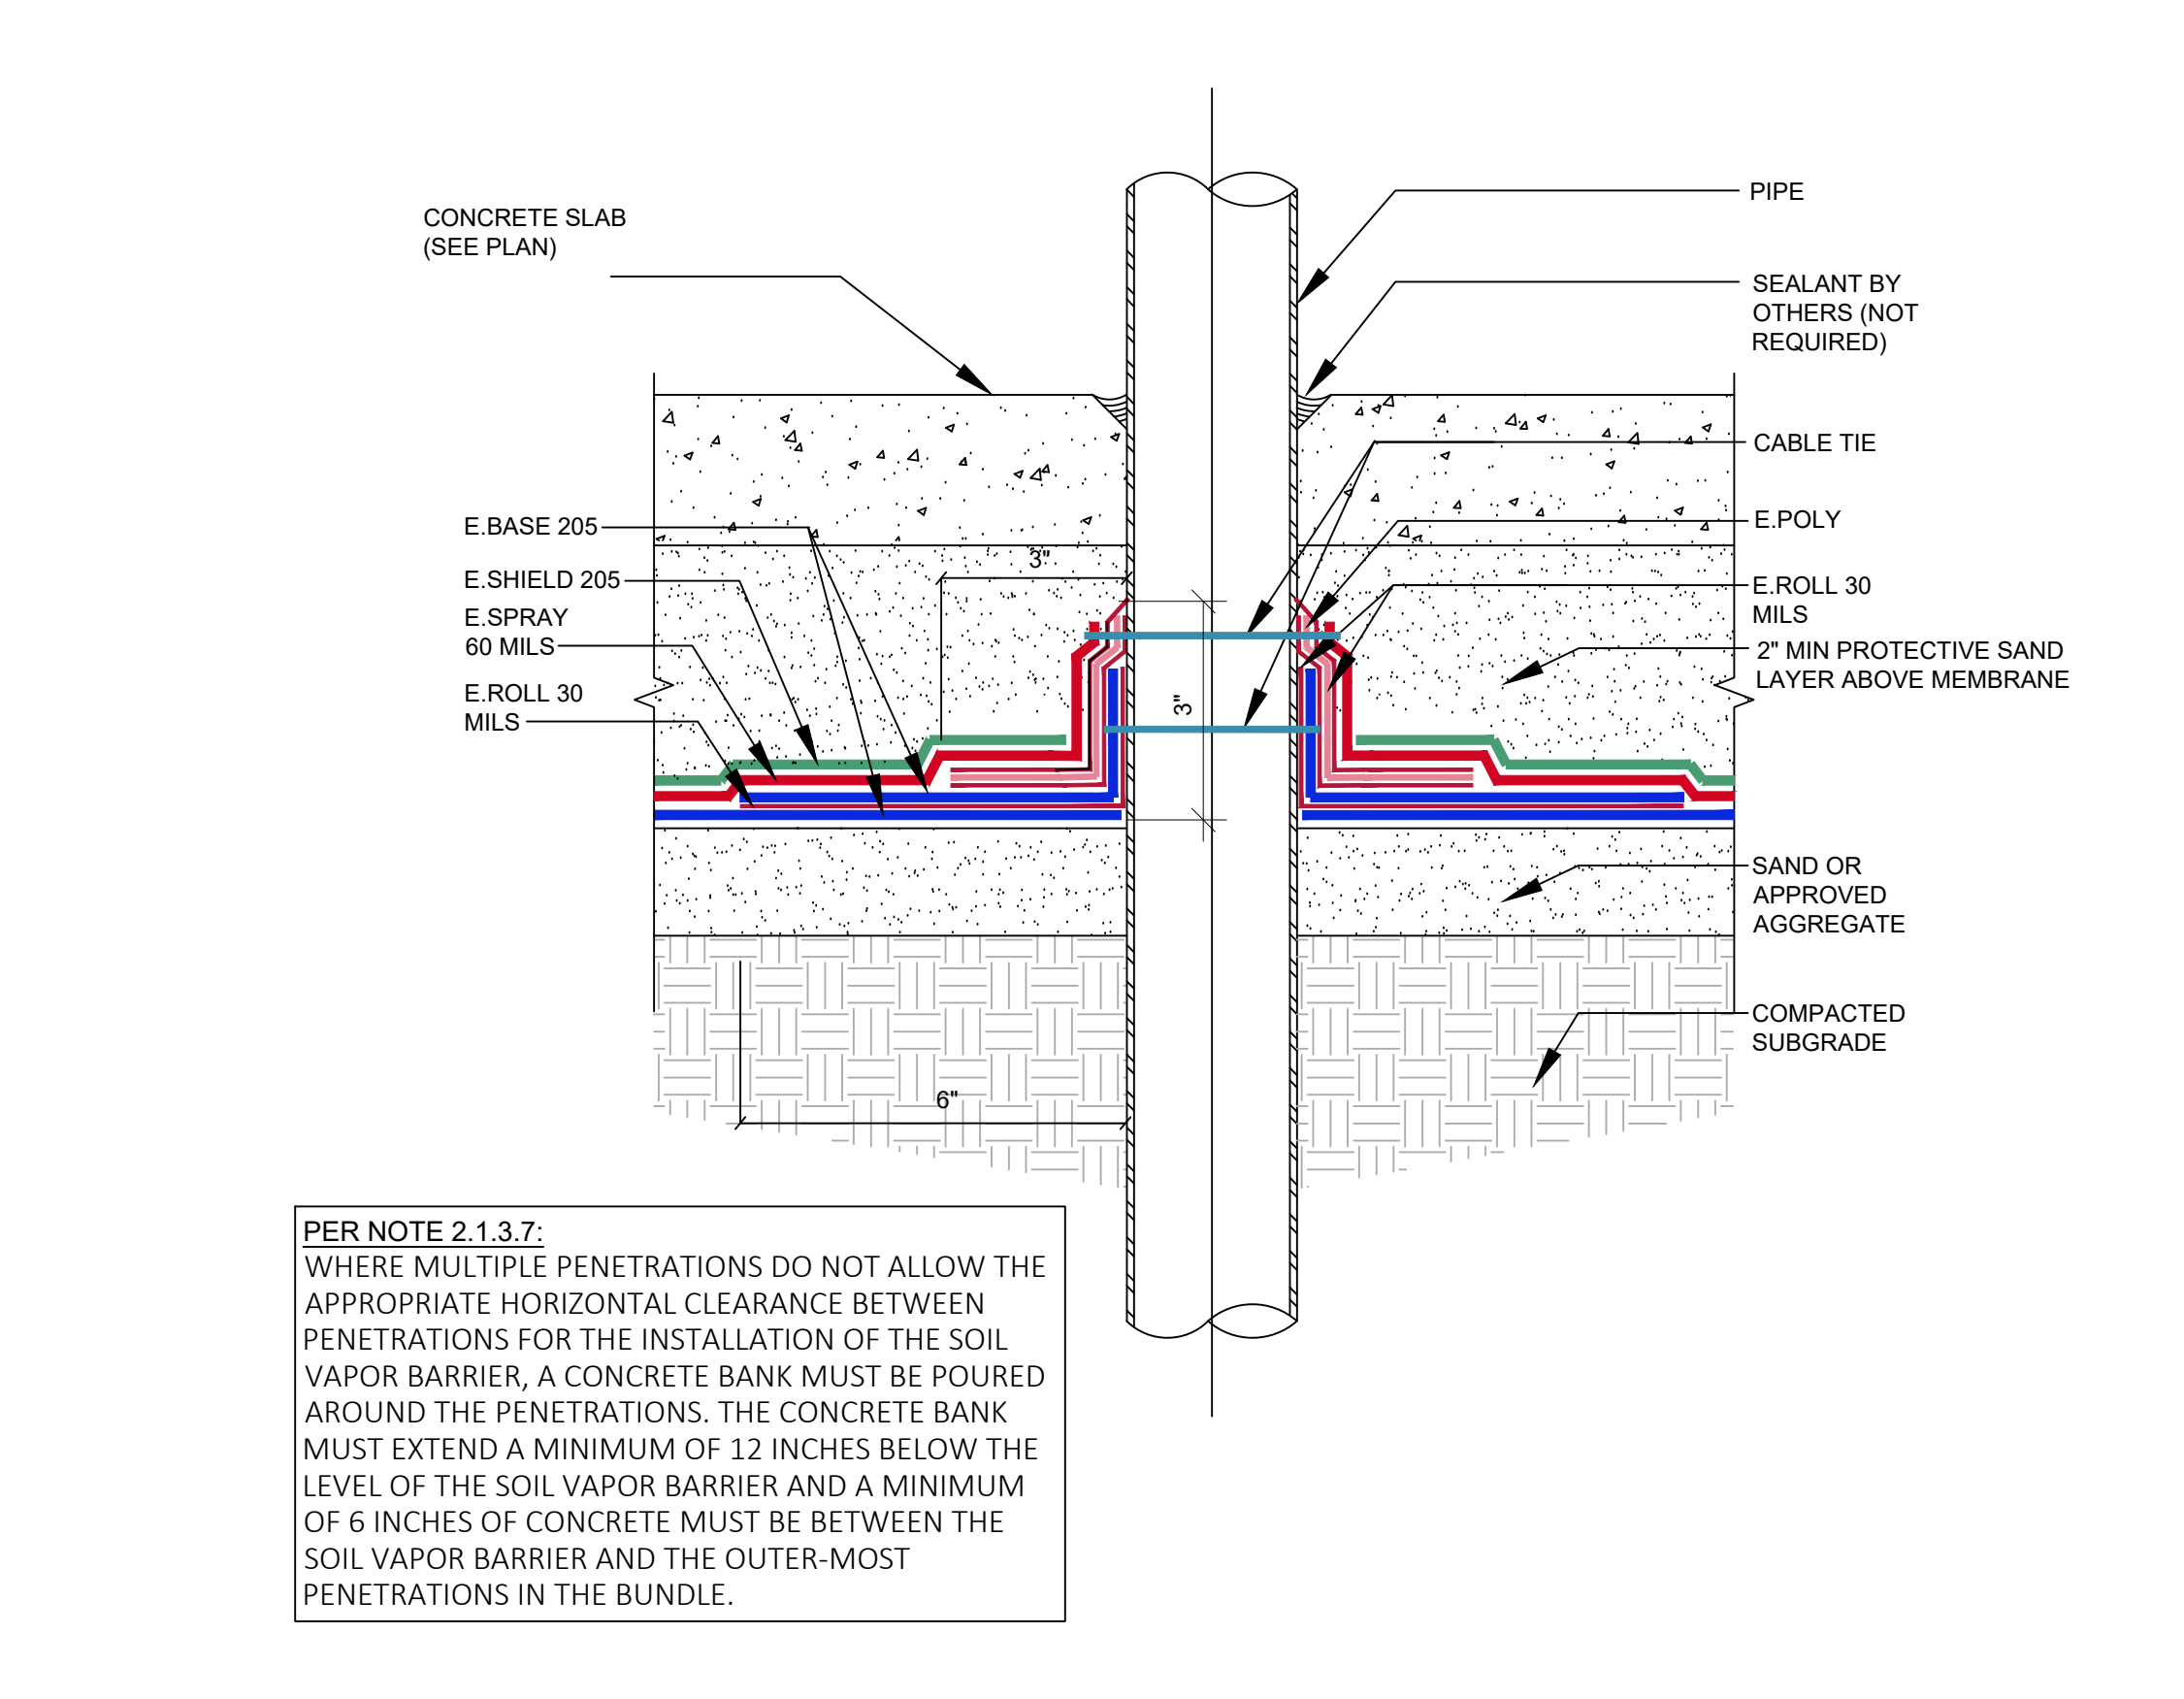 CONCRETE SLAB
(SEE PLAN)
E.BASE 205
E.SHIELD 205
E.SPRAY
60 MILS
E.ROLL 30
MILS
3"
3"
6"
PIPE
SEALANT BY
OTHERS (NOT
REQUIRED)
CABLE TIE
E.POLY
E.ROLL 30
MILS
2" MIN PROTECTIVE SAND
LAYER ABOVE MEMBRANE
SAND OR
APPROVED
AGGREGATE
COMPACTED
SUBGRADE
PER NOTE 2.1.3.7:
WHERE MULTIPLE PENETRATIONS DO NOT ALLOW THE
APPROPRIATE HORIZONTAL CLEARANCE BETWEEN
PENETRATIONS FOR THE INSTALLATION OF THE SOIL
VAPOR BARRIER, A CONCRETE BANK MUST BE POURED
AROUND THE PENETRATIONS. THE CONCRETE BANK
MUST EXTEND A MINIMUM OF 12 INCHES BELOW THE
LEVEL OF THE SOIL VAPOR BARRIER AND A MINIMUM
OF 6 INCHES OF CONCRETE MUST BE BETWEEN THE
SOIL VAPOR BARRIER AND THE OUTER-MOST
PENETRATIONS IN THE BUNDLE.